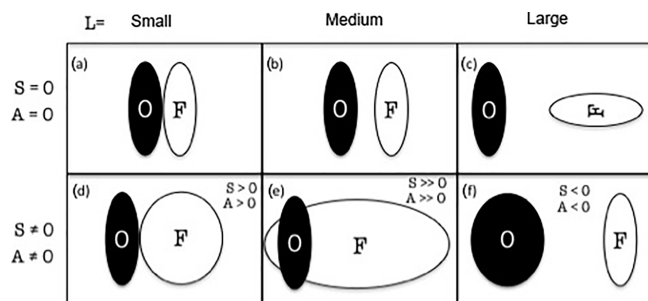 L= Small Medium Large
S = 0
A = 0
(a) O F
(b) O F
(c) O F
S ≠ 0
A ≠ 0
(d) O F
S > 0
A > 0
(e) O F
S >> 0
A >> 0
(f) O F
S < 0
A < 0